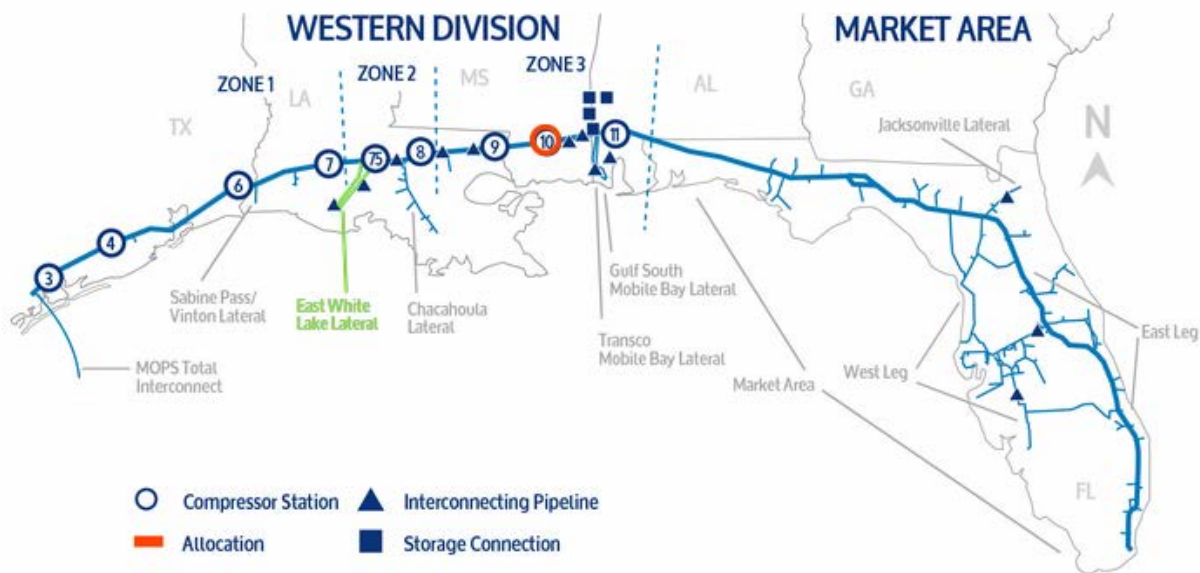 WESTERN DIVISION
MARKET AREA
ZONE 1
ZONE 2
ZONE 3
TX
LA
MS
AL
GA
FL
N
3
4
6
7
75
8
9
10
11
Jacksonville Lateral
Sabine Pass/
Vinton Lateral
East White
Lake Lateral
Chacahoula
Lateral
Gulf South
Mobile Bay Lateral
Transco
Mobile Bay Lateral
MOPS Total
Interconnect
Market Area
West Leg
East Leg
Compressor Station
Interconnecting Pipeline
Allocation
Storage Connection